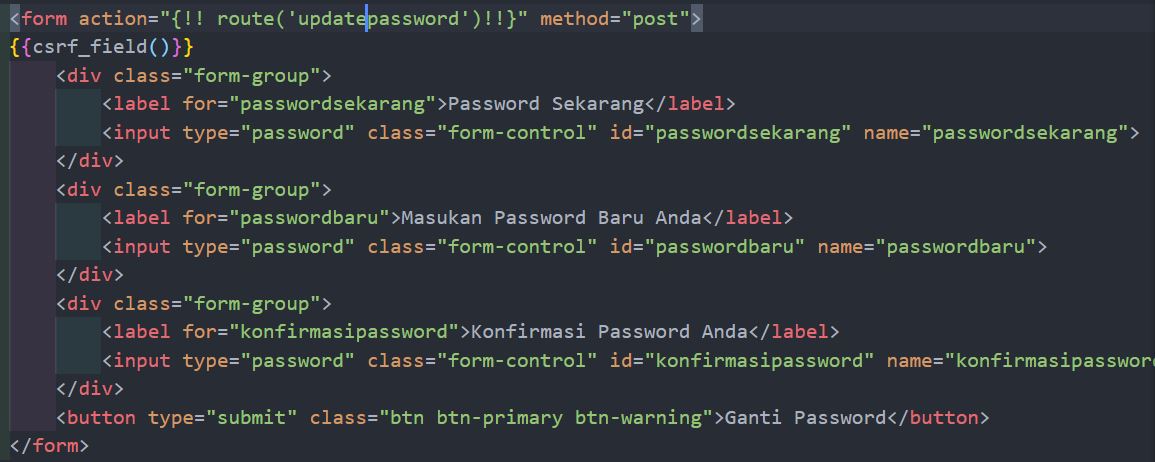 <form action="{!! route('updatepassword')!!}" method="post">
{{csrf_field()}}
<div class="form-group">
<label for="passwordsekarang">Password Sekarang</label>
<input type="password" class="form-control" id="passwordsekarang" name="passwordsekarang">
</div>
<div class="form-group">
<label for="passwordbaru">Masukan Password Baru Anda</label>
<input type="password" class="form-control" id="passwordbaru" name="passwordbaru">
</div>
<div class="form-group">
<label for="konfirmasipassword">Konfirmasi Password Anda</label>
<input type="password" class="form-control" id="konfirmasipassword" name="konfirmasipassword
</div>
<button type="submit" class="btn btn-primary btn-warning">Ganti Password</button>
</form>